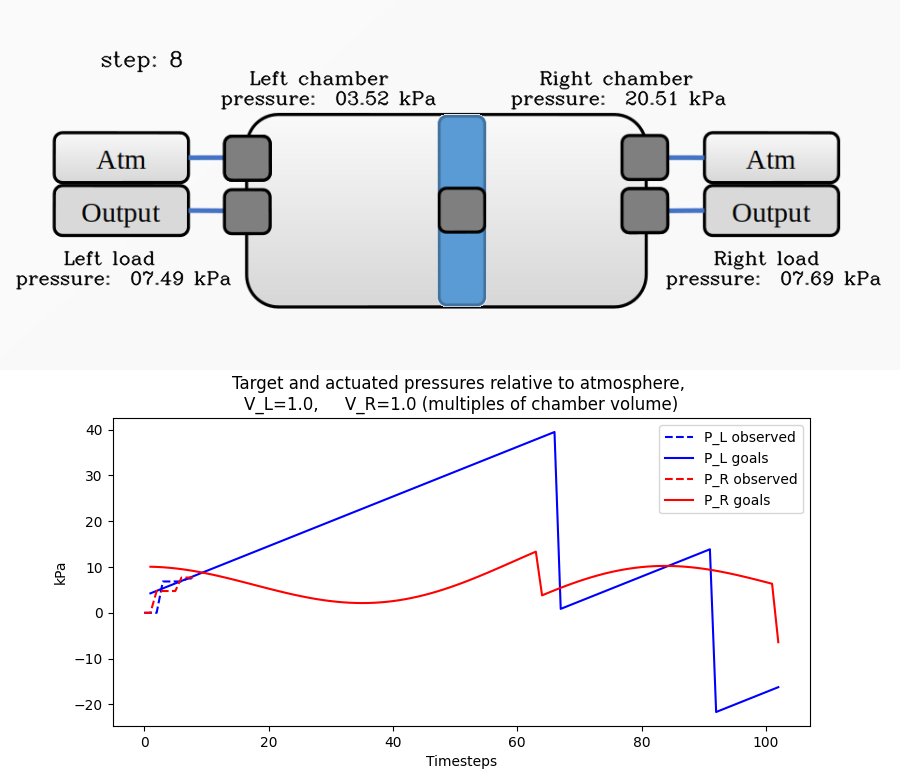 step: 8
Left chamber
pressure: 03.52 kPa
Right chamber
pressure: 20.51 kPa
Atm
Output
Atm
Output
Left load
pressure: 07.49 kPa
Right load
pressure: 07.69 kPa
Target and actuated pressures relative to atmosphere,
V_L=1.0, V_R=1.0 (multiples of chamber volume)
P_L observed
P_L goals
P_R observed
P_R goals
40
30
20
10
0
−10
−20
kPa
0 20 40 60 80 100
Timesteps